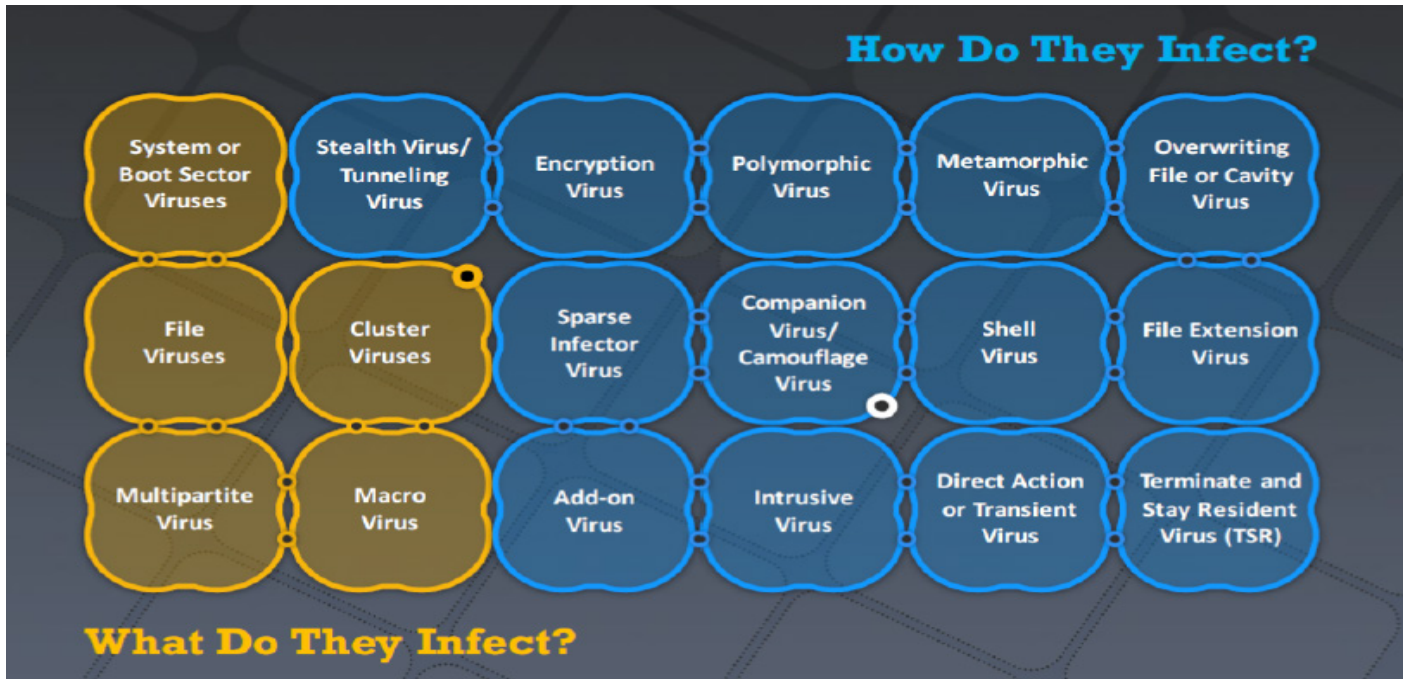 How Do They Infect?
System or
Boot Sector
Viruses
Stealth Virus/
Tunneling
Virus
Encryption
Virus
Polymorphic
Virus
Metamorphic
Virus
Overwriting
File or Cavity
Virus
File
Viruses
Cluster
Viruses
Sparse
Infector
Virus
Companion
Virus/
Camouflage
Virus
Shell
Virus
File Extension
Virus
Multipartite
Virus
Macro
Virus
Add-on
Virus
Intrusive
Virus
Direct Action
or Transient
Virus
Terminate and
Stay Resident
Virus (TSR)
What Do They Infect?